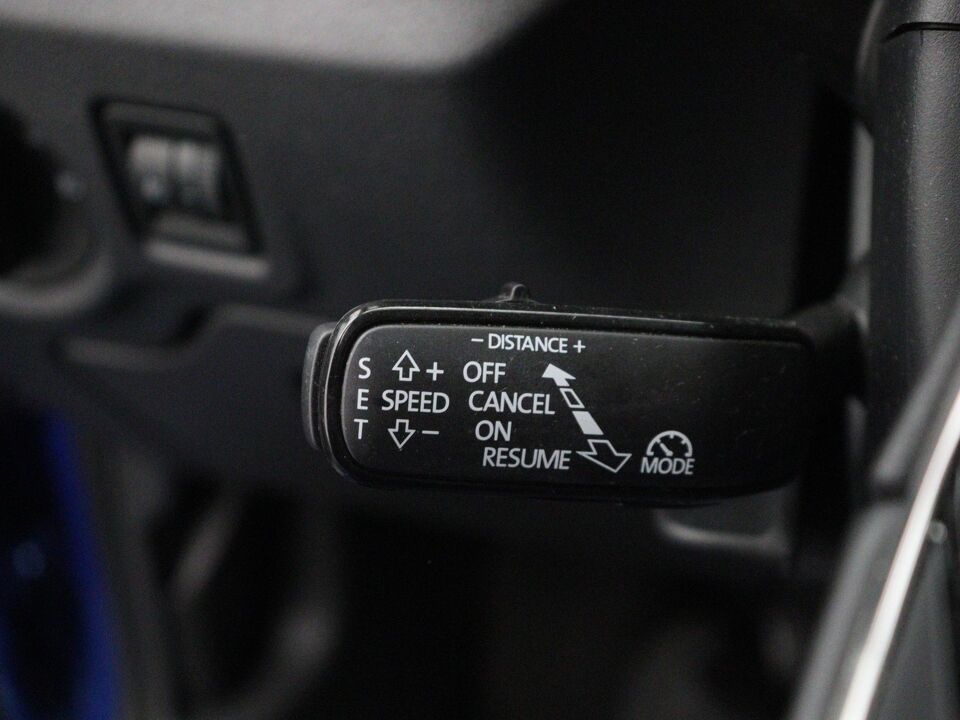 – DISTANCE +
S + OFF
E SPEED CANCEL
T – ON
RESUME
MODE